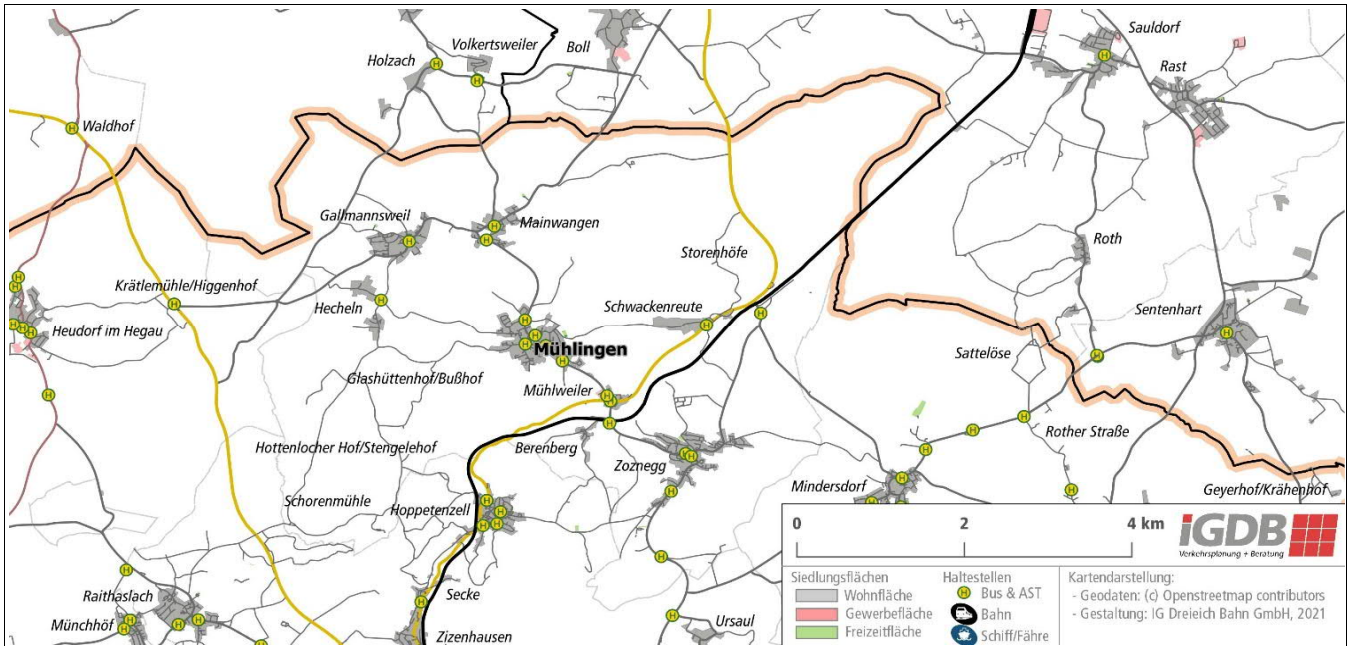 Sauldorf
Volkertsweiler
Boll
Holzach
Rast
Waldhof
Gallmannsweil
Mainwangen
Storenhöfe
Roth
Krätlemühle/Higgenhof
Hecheln
Schwackenreute
Sentenhart
Heudorf im Hegau
Mühlingen
Sattelöse
Glashüttenhof/Bußhof
Mühlweiler
Rother Straße
Hottenlocher Hof/Stengelehof
Berenberg
Zoznegg
Mindersdorf
Geyerhof/Krähenhof
Schorenmühle
Hoppetenzell
Secke
Raithaslach
Münchhöf
Zizenhausen
Ursaul
0 2 4 km
iGDB
Verkehrsplanung + Beratung
Siedlungsflächen
Wohnfläche
Gewerbefläche
Freizeitfläche
Haltestellen
H Bus & AST
Bahn
Schiff/Fähre
Kartendarstellung:
- Geodaten: (c) Openstreetmap contributors
- Gestaltung: IG Dreieich Bahn GmbH, 2021